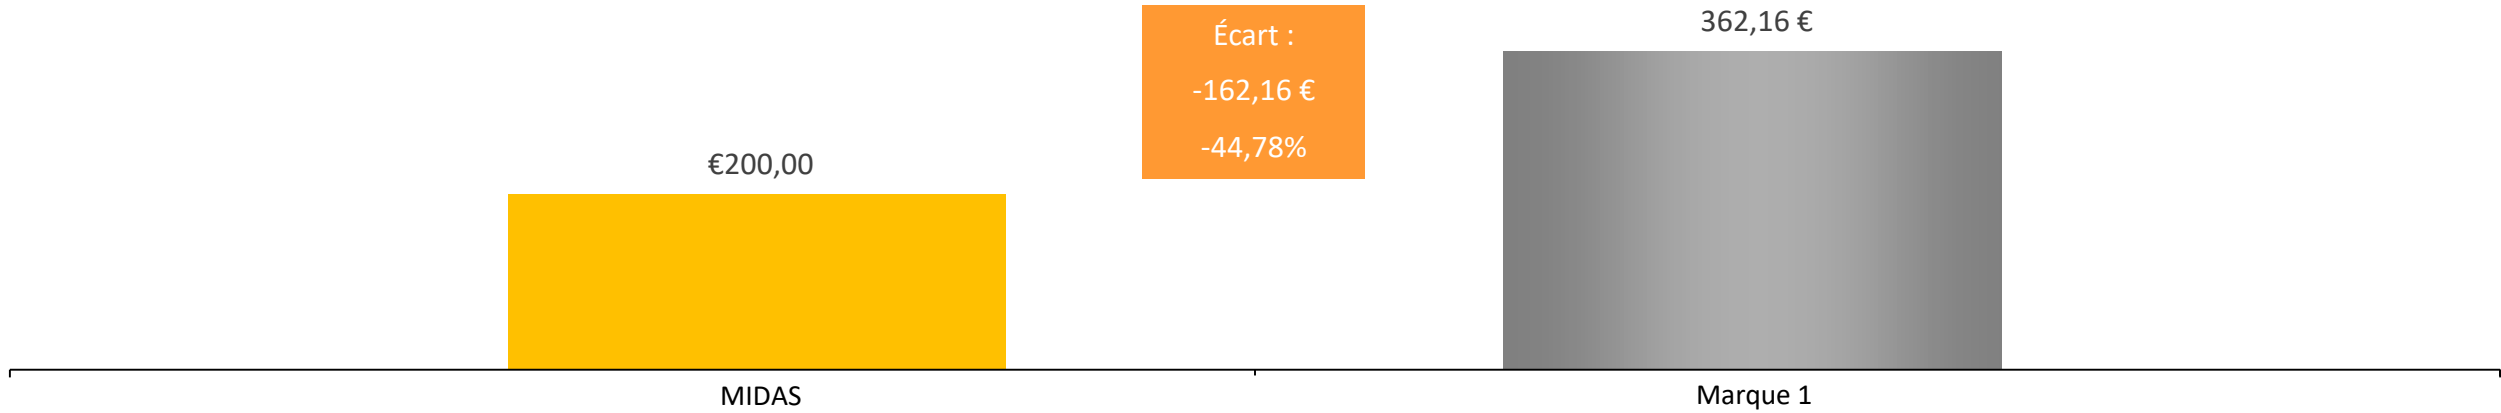 362,16 €
Écart :
-162,16 €
-44,78%
€200,00
MIDAS
Marque 1